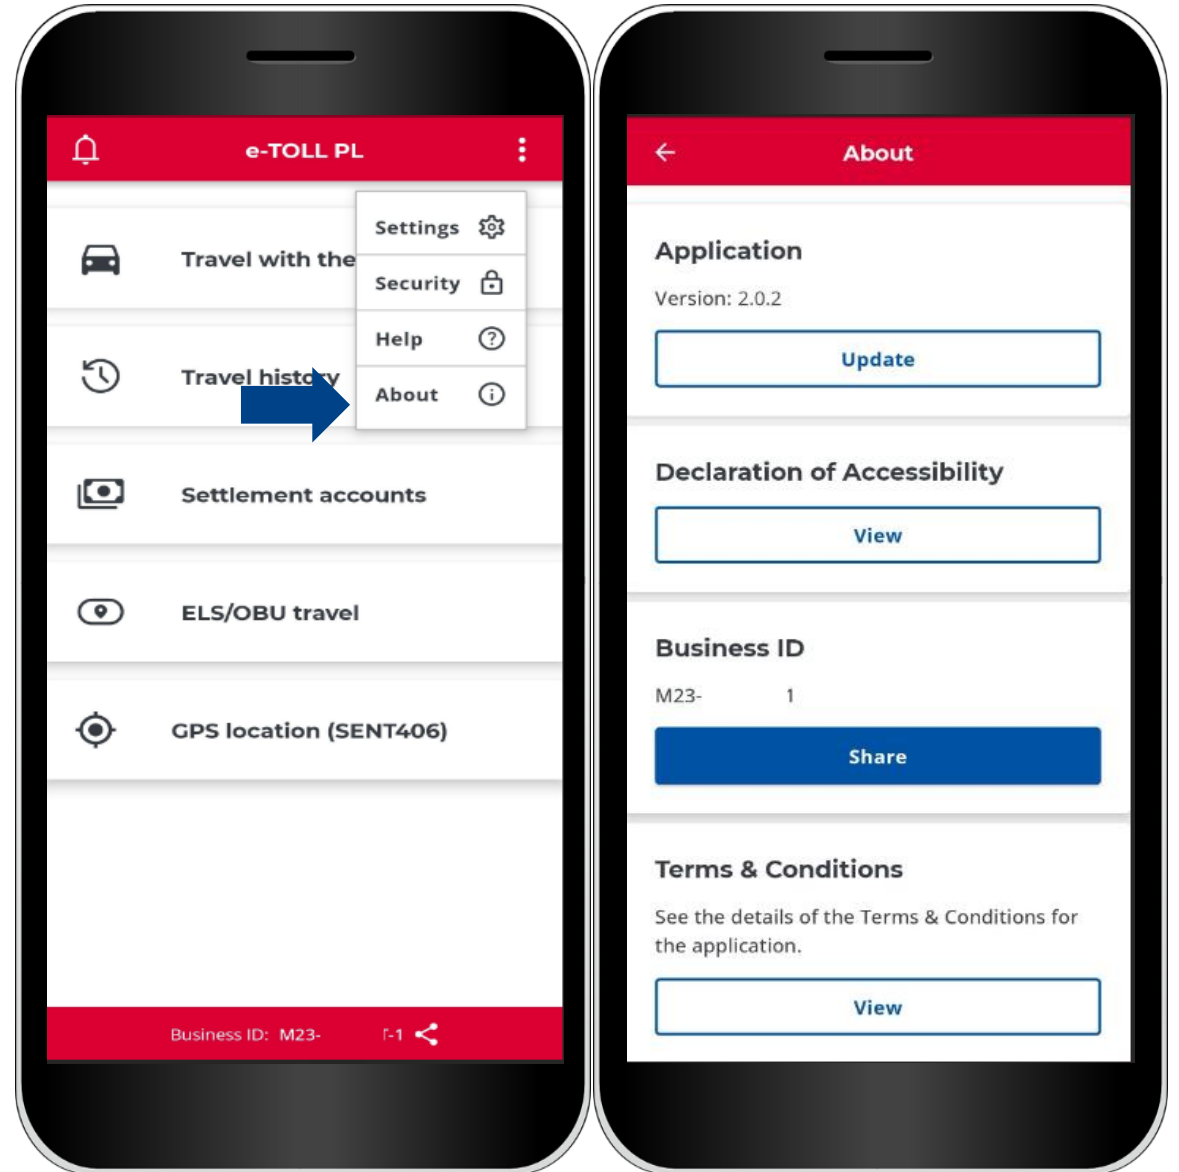 e-TOLL PL
Settings
Travel with the
Security
Help
Travel history
About
Settlement accounts
ELS/OBU travel
GPS location (SENT406)
Business ID: M23- T-1
About
Application
Version: 2.0.2
Update
Declaration of Accessibility
View
Business ID
M23- 1
Share
Terms & Conditions
See the details of the Terms & Conditions for
the application.
View